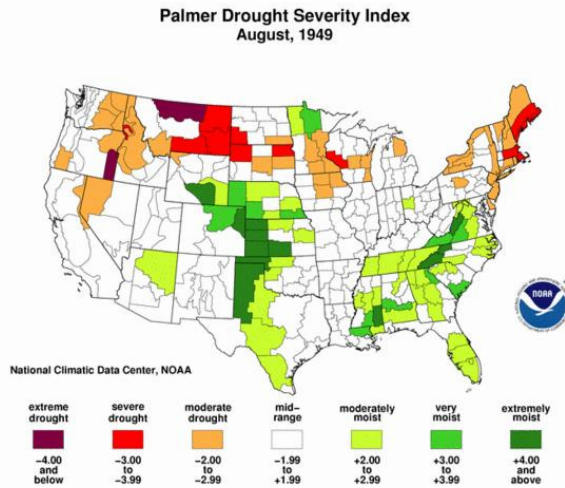 Palmer Drought Severity Index
August, 1949
NOAA
National Climatic Data Center, NOAA
extreme drought
severe drought
moderate drought
mid-range
moderately moist
very moist
extremely moist
−4.00 and below
−3.00 to −3.99
−2.00 to −2.99
−1.99 to +1.99
+2.00 to +2.99
+3.00 to +3.99
+4.00 and above